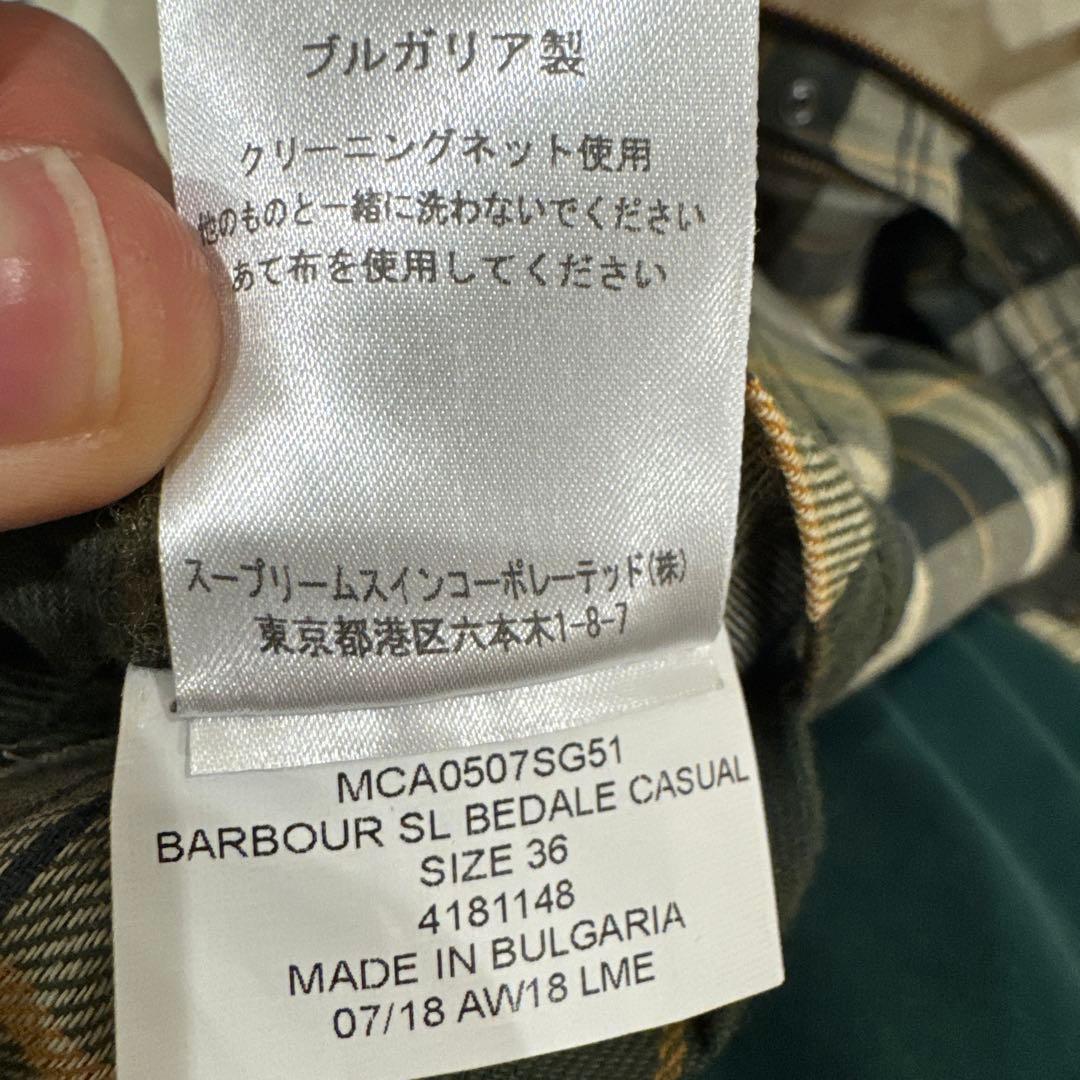 ブルガリア製
クリーニングネット使用
他のものと一緒に洗わないでください
あて布を使用してください
スープリームスインコーポレーテッド(株)
東京都港区六本木1-8-7
MCA0507SG51
BARBOUR SL BEDALE CASUAL
SIZE 36
4181148
MADE IN BULGARIA
07/18 AW18 LME